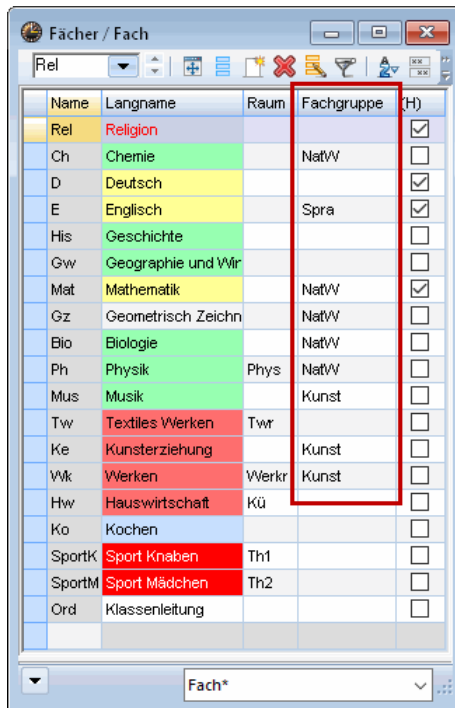 Fächer / Fach
Rel
Name Langname Raum Fachgruppe (H)
Rel Religion
Ch Chemie NatW
D Deutsch
E Englisch Spra
His Geschichte
Gw Geographie und Wir
Mat Mathematik NatW
Gz Geometrisch Zeichn NatW
Bio Biologie NatW
Ph Physik Phys NatW
Mus Musik Kunst
Tw Textiles Werken Twr
Ke Kunsterziehung Kunst
Wk Werken Werkr Kunst
Hw Hauswirtschaft Kü
Ko Kochen
SportK Sport Knaben Th1
SportM Sport Mädchen Th2
Ord Klassenleitung
Fach*